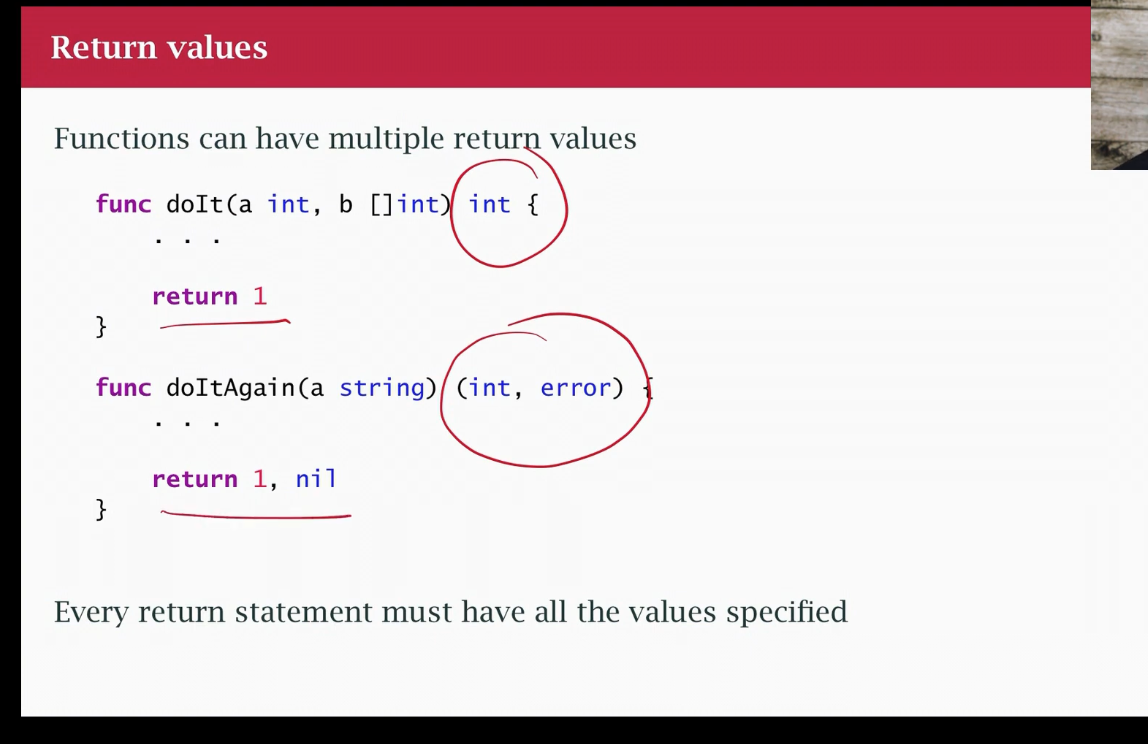 Return values
Functions can have multiple return values
func doIt(a int, b []int) int {
. . .
return 1
}
func doItAgain(a string) (int, error) {
. . .
return 1, nil
}
Every return statement must have all the values specified